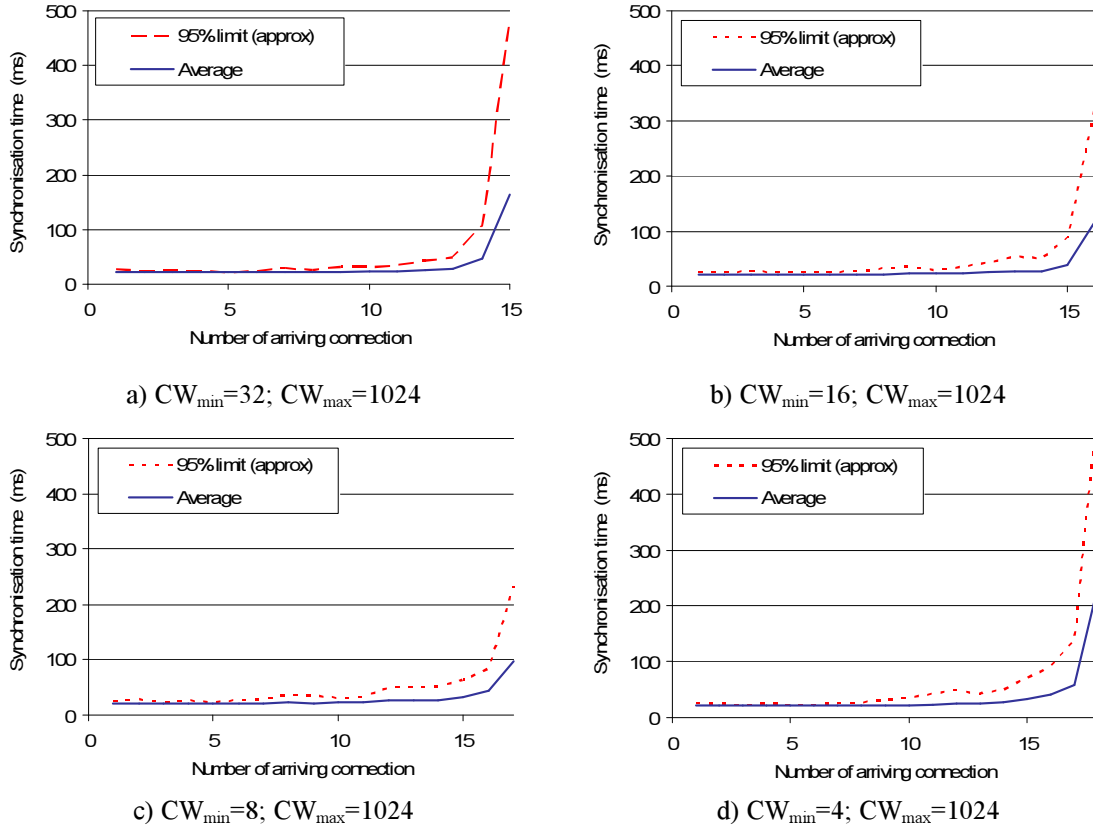 500
400
300
200
100
0
Synchronisation time (ms)
95% limit (approx)
Average
0 5 10 15
Number of arriving connection
a) CWmin=32; CWmax=1024
500
400
300
200
100
0
Synchronisation time (ms)
95% limit (approx)
Average
0 5 10 15
Number of arriving connection
b) CWmin=16; CWmax=1024
500
400
300
200
100
0
Synchronisation time (ms)
95% limit (approx)
Average
0 5 10 15
Number of arriving connection
c) CWmin=8; CWmax=1024
500
400
300
200
100
0
Synchronisation time (ms)
95% limit (approx)
Average
0 5 10 15
Number of arriving connection
d) CWmin=4; CWmax=1024